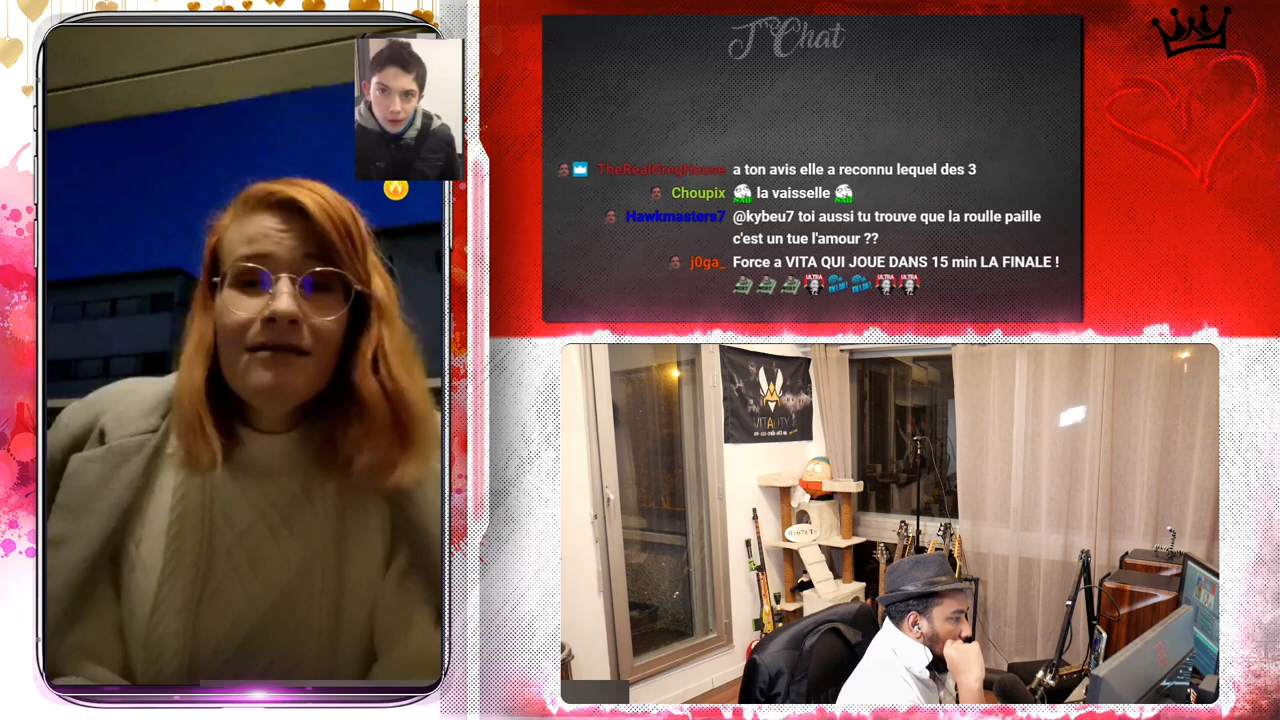 T'Chat
TheRealGregHouse a ton avis elle a reconnu lequel des 3
Choupix la vaisselle
Hawkmasters7 @kybeu7 toi aussi tu trouve que la roulle paille
c'est un tue l'amour ??
j0ga_ Force a VITA QUI JOUE DANS 15 min LA FINALE !
VITALITY